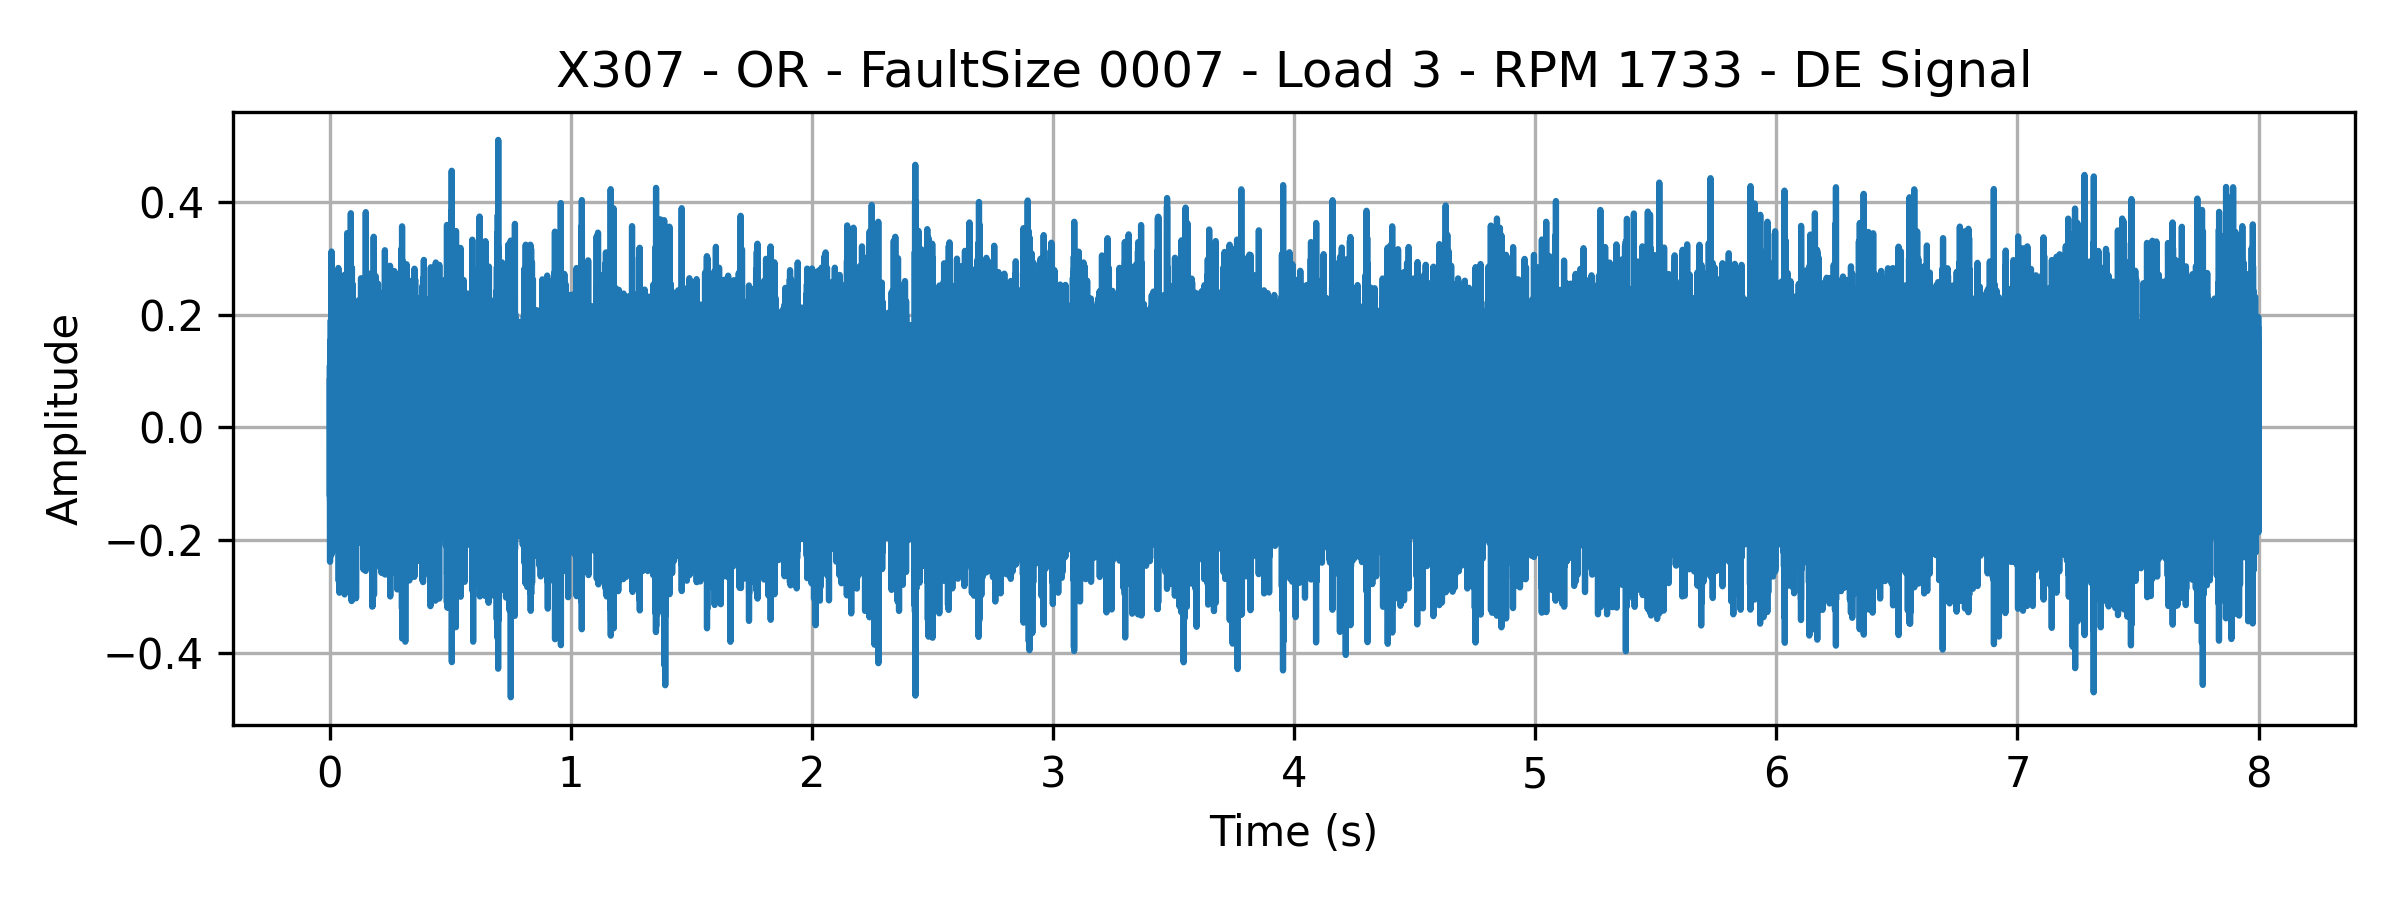 X307 - OR - FaultSize 0007 - Load 3 - RPM 1733 - DE Signal
0.4
0.2
0.0
−0.2
−0.4
Amplitude
0 1 2 3 4 5 6 7 8
Time (s)